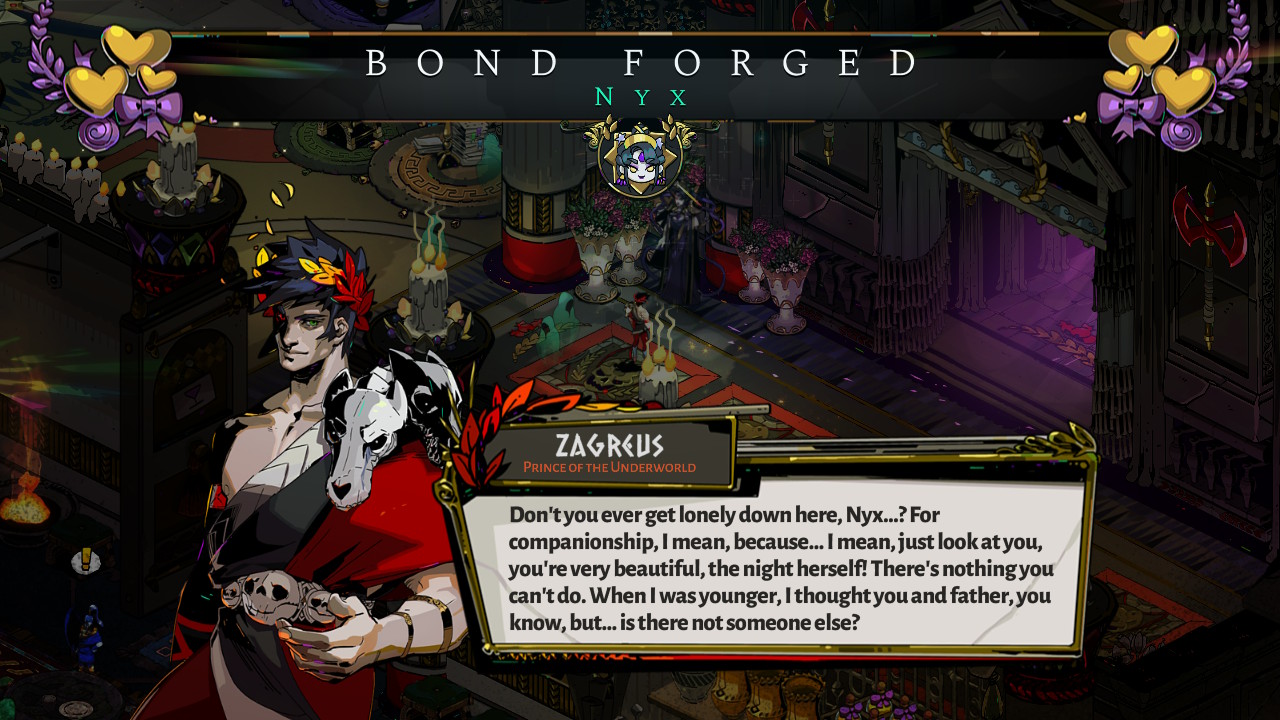 BOND FORGED
NYX
ZAGREUS
PRINCE OF THE UNDERWORLD
Don't you ever get lonely down here, Nyx...? For
companionship, I mean, because... I mean, just look at you,
you're very beautiful, the night herself! There's nothing you
can't do. When I was younger, I thought you and father, you
know, but... is there not someone else?